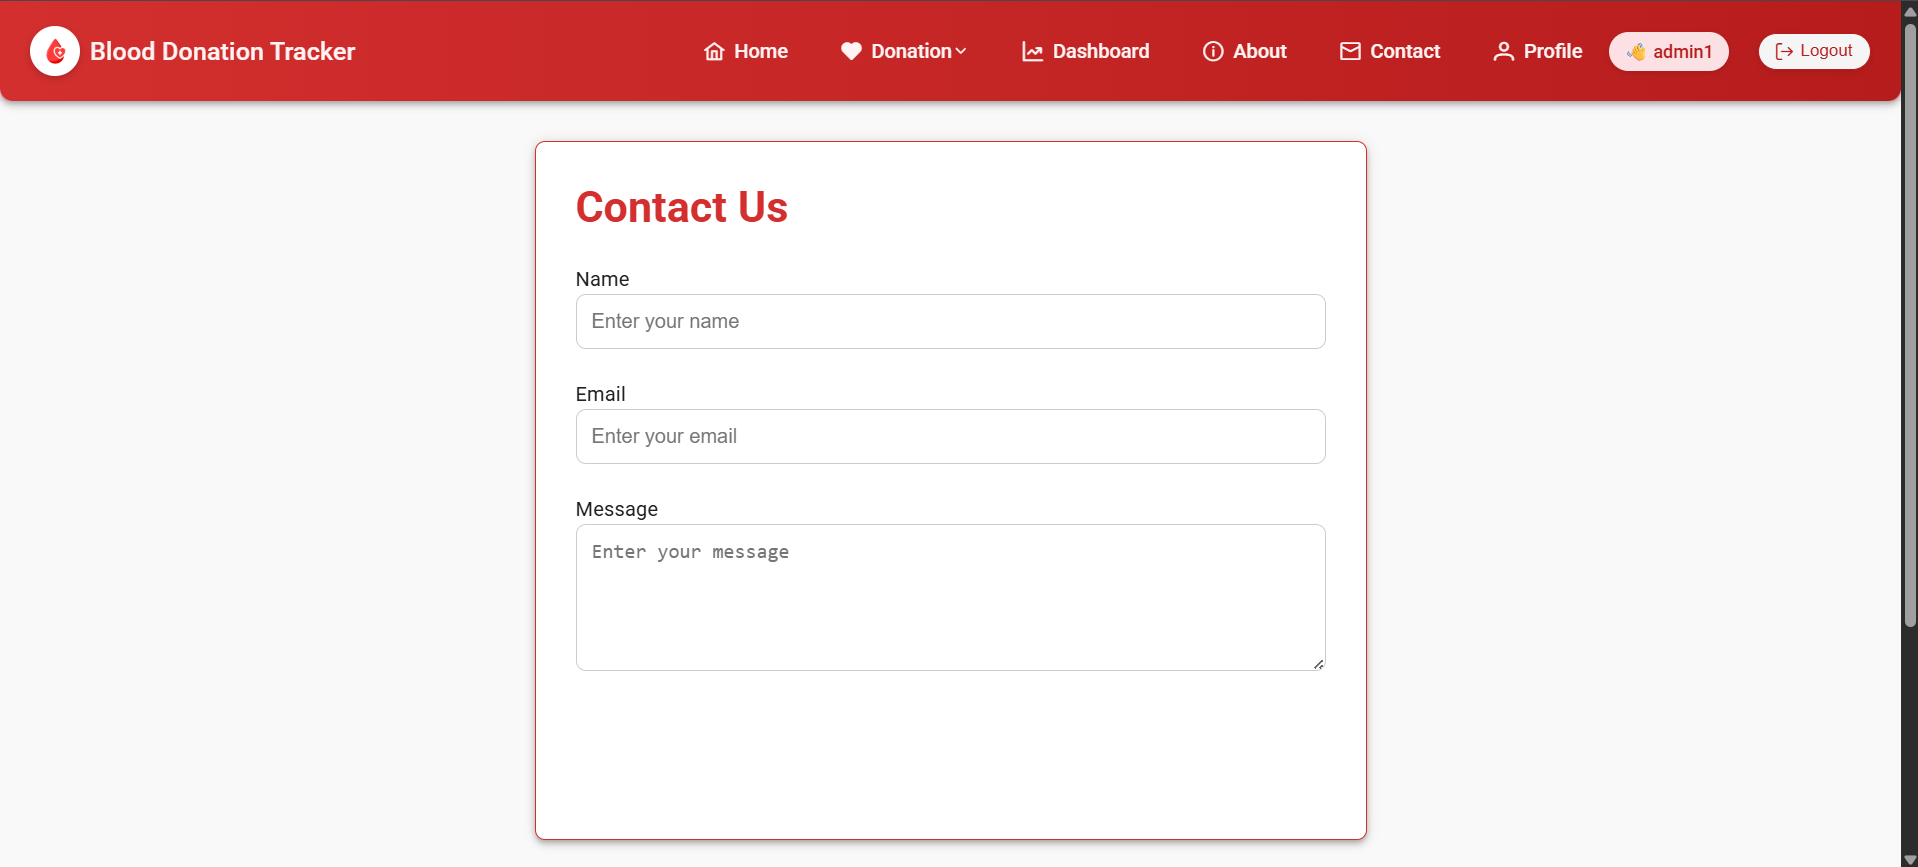 Blood Donation Tracker Home Donation Dashboard About Contact Profile 👋 admin1 Logout
Contact Us
Name
Enter your name
Email
Enter your email
Message
Enter your message